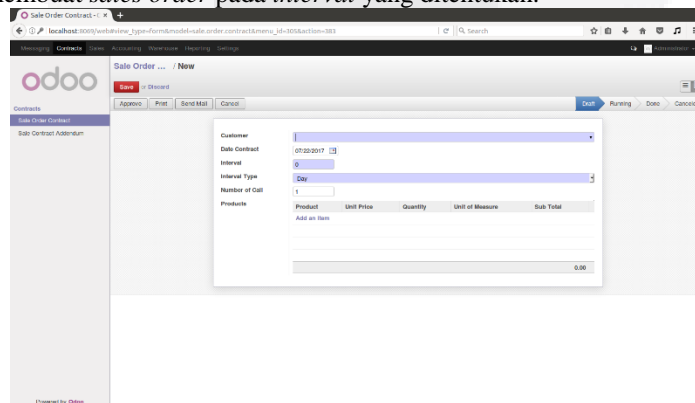 membuat sales order pada interval yang ditentukan.
Sale Order Contract - O
localhost:8069/web#view_type=form&model=sale.order.contract&menu_id=305&action=383
Search
Messaging Contracts Sales Accounting Warehouse Reporting Settings
Administrator
odoo
Sale Order ... / New
Save or Discard
Approve Print Send Mail Cancel
Draft Running Done Cancele
Contracts
Sale Order Contract
Sale Contract Addendum
Customer
Date Contract 07/22/2017
Interval 0
Interval Type Day
Number of Call 1
Products
Product Unit Price Quantity Unit of Measure Sub Total
Add an item
0.00
Powered by Odoo